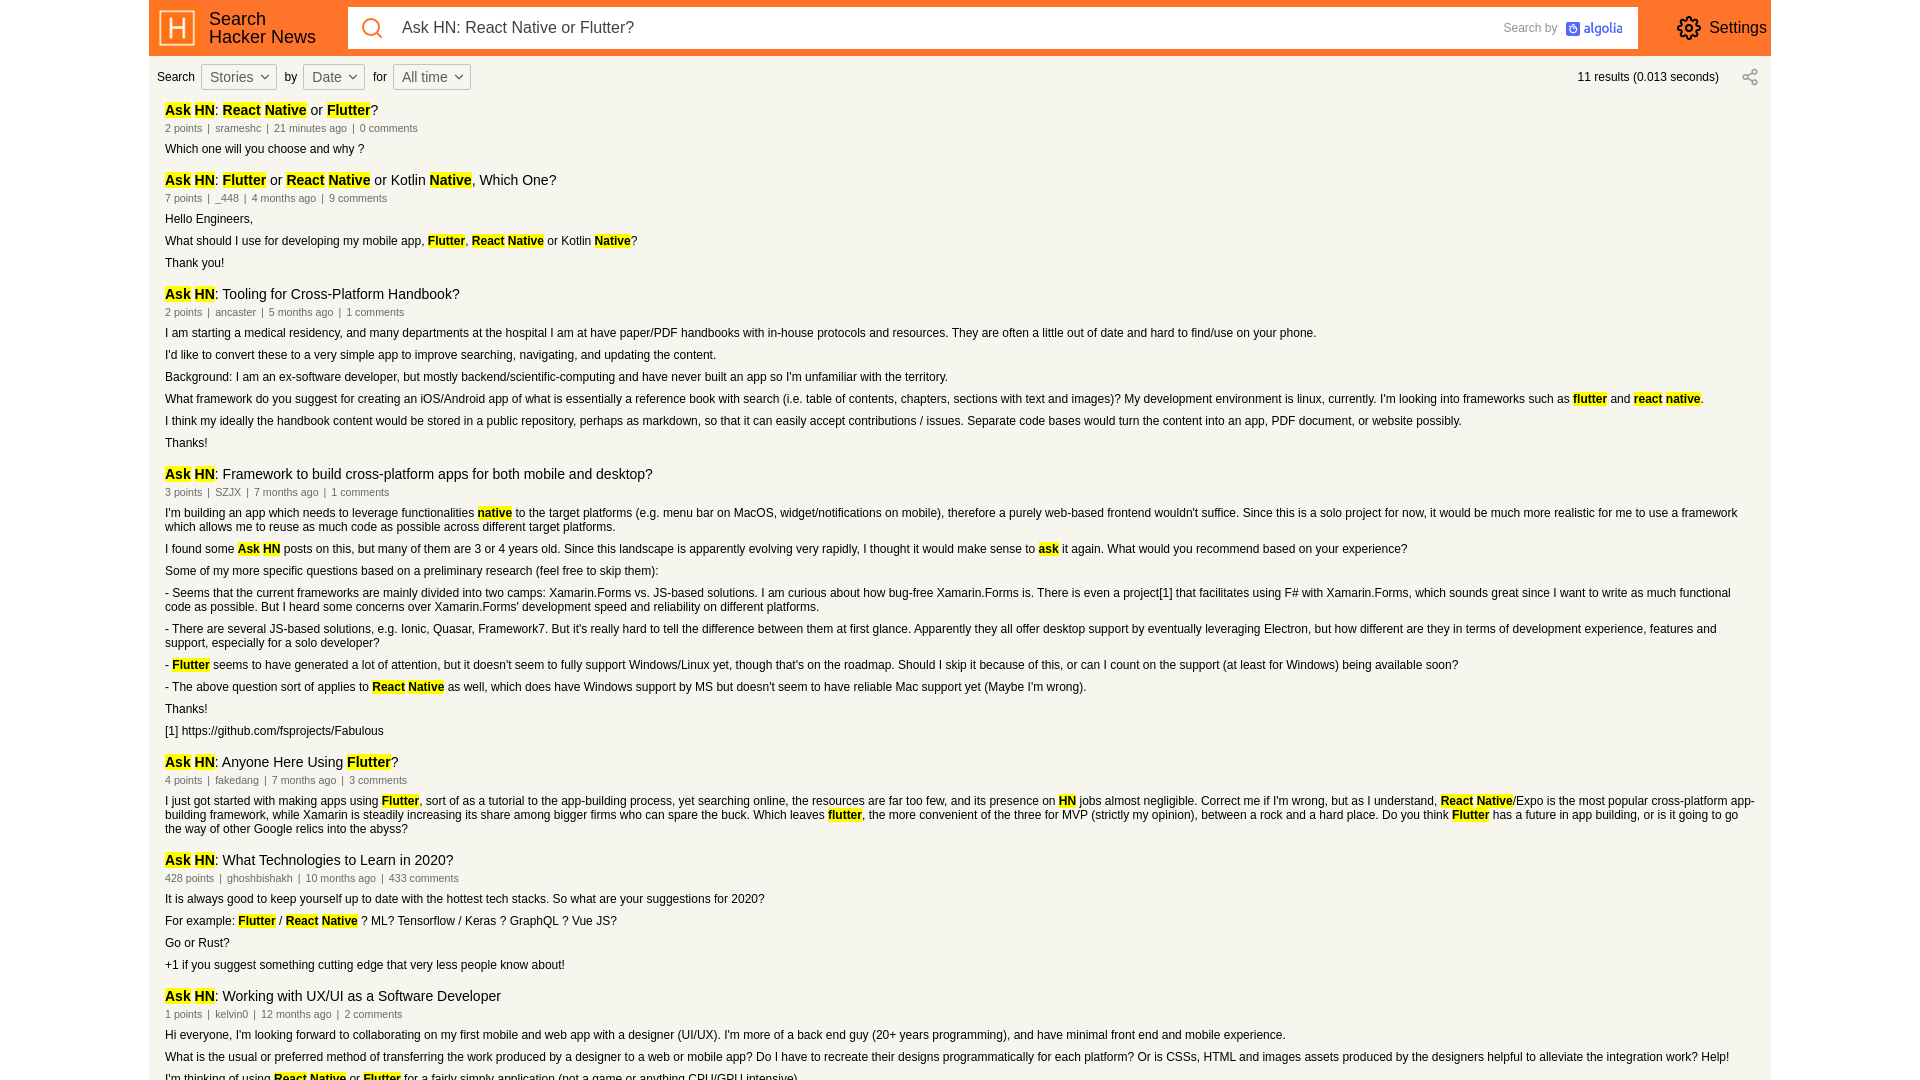 Search
Hacker News
Ask HN: React Native or Flutter?
Search by algolia
Settings
Search Stories by Date for All time
11 results (0.013 seconds)
Ask HN: React Native or Flutter?
2 points | srameshc | 21 minutes ago | 0 comments
Which one will you choose and why ?
Ask HN: Flutter or React Native or Kotlin Native, Which One?
7 points | _448 | 4 months ago | 9 comments
Hello Engineers,
What should I use for developing my mobile app, Flutter, React Native or Kotlin Native?
Thank you!
Ask HN: Tooling for Cross-Platform Handbook?
2 points | ancaster | 5 months ago | 1 comments
I am starting a medical residency, and many departments at the hospital I am at have paper/PDF handbooks with in-house protocols and resources. They are often a little out of date and hard to find/use on your phone.
I'd like to convert these to a very simple app to improve searching, navigating, and updating the content.
Background: I am an ex-software developer, but mostly backend/scientific-computing and have never built an app so I'm unfamiliar with the territory.
What framework do you suggest for creating an iOS/Android app of what is essentially a reference book with search (i.e. table of contents, chapters, sections with text and images)? My development environment is linux, currently. I'm looking into frameworks such as flutter and react native.
I think my ideally the handbook content would be stored in a public repository, perhaps as markdown, so that it can easily accept contributions / issues. Separate code bases would turn the content into an app, PDF document, or website possibly.
Thanks!
Ask HN: Framework to build cross-platform apps for both mobile and desktop?
3 points | SZJX | 7 months ago | 1 comments
I'm building an app which needs to leverage functionalities native to the target platforms (e.g. menu bar on MacOS, widget/notifications on mobile), therefore a purely web-based frontend wouldn't suffice. Since this is a solo project for now, it would be much more realistic for me to use a framework
which allows me to reuse as much code as possible across different target platforms.
I found some Ask HN posts on this, but many of them are 3 or 4 years old. Since this landscape is apparently evolving very rapidly, I thought it would make sense to ask it again. What would you recommend based on your experience?
Some of my more specific questions based on a preliminary research (feel free to skip them):
- Seems that the current frameworks are mainly divided into two camps: Xamarin.Forms vs. JS-based solutions. I am curious about how bug-free Xamarin.Forms is. There is even a project[1] that facilitates using F# with Xamarin.Forms, which sounds great since I want to write as much functional
code as possible. But I heard some concerns over Xamarin.Forms' development speed and reliability on different platforms.
- There are several JS-based solutions, e.g. Ionic, Quasar, Framework7. But it's really hard to tell the difference between them at first glance. Apparently they all offer desktop support by eventually leveraging Electron, but how different are they in terms of development experience, features and
support, especially for a solo developer?
- Flutter seems to have generated a lot of attention, but it doesn't seem to fully support Windows/Linux yet, though that's on the roadmap. Should I skip it because of this, or can I count on the support (at least for Windows) being available soon?
- The above question sort of applies to React Native as well, which does have Windows support by MS but doesn't seem to have reliable Mac support yet (Maybe I'm wrong).
Thanks!
[1] https://github.com/fsprojects/Fabulous
Ask HN: Anyone Here Using Flutter?
4 points | fakedang | 7 months ago | 3 comments
I just got started with making apps using Flutter, sort of as a tutorial to the app-building process, yet searching online, the resources are far too few, and its presence on HN jobs almost negligible. Correct me if I'm wrong, but as I understand, React Native/Expo is the most popular cross-platform app-
building framework, while Xamarin is steadily increasing its share among bigger firms who can spare the buck. Which leaves flutter, the more convenient of the three for MVP (strictly my opinion), between a rock and a hard place. Do you think Flutter has a future in app building, or is it going to go
the way of other Google relics into the abyss?
Ask HN: What Technologies to Learn in 2020?
428 points | ghoshbishakh | 10 months ago | 433 comments
It is always good to keep yourself up to date with the hottest tech stacks. So what are your suggestions for 2020?
For example: Flutter / React Native ? ML? Tensorflow / Keras ? GraphQL ? Vue JS?
Go or Rust?
+1 if you suggest something cutting edge that very less people know about!
Ask HN: Working with UX/UI as a Software Developer
1 points | kelvin0 | 12 months ago | 2 comments
Hi everyone, I'm looking forward to collaborating on my first mobile and web app with a designer (UI/UX). I'm more of a back end guy (20+ years programming), and have minimal front end and mobile experience.
What is the usual or preferred method of transferring the work produced by a designer to a web or mobile app? Do I have to recreate their designs programmatically for each platform? Or is CSSs, HTML and images assets produced by the designers helpful to alleviate the integration work? Help!
I'm thinking of using React Native or Flutter for a fairly simply application (not a game or anything CPU/GPU intensive)